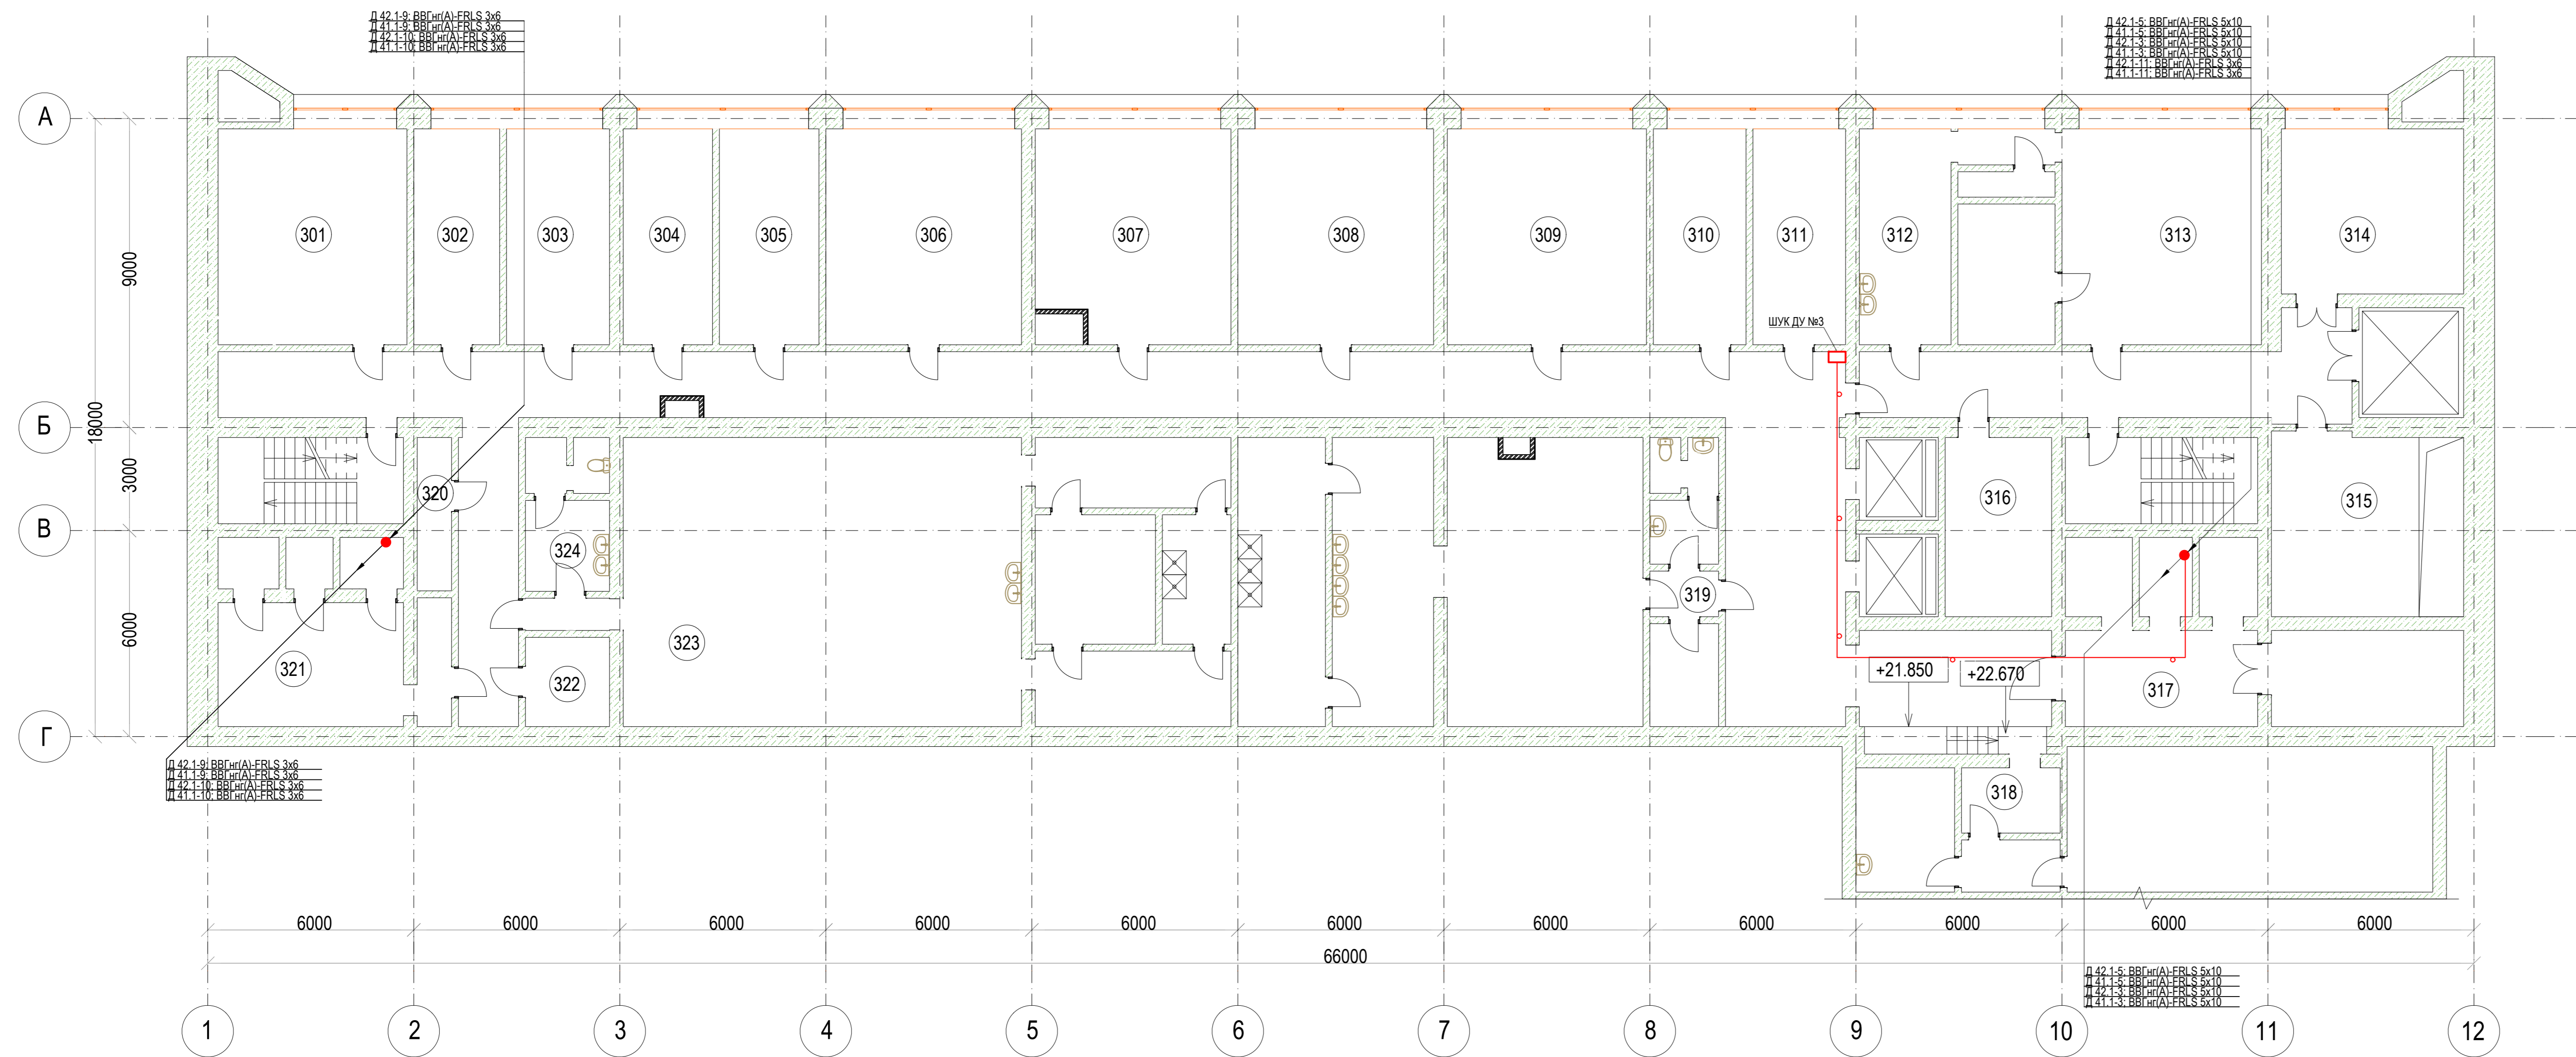 Д 42.1-9; ВВГнг(А)-FRLS 3х6
Д 41.1-9; ВВГнг(А)-FRLS 3х6
Д 42.1-10; ВВГнг(А)-FRLS 3х6
Д 41.1-10; ВВГнг(А)-FRLS 3х6
Д 42.1-5; ВВГнг(А)-FRLS 5х10
Д 41.1-5; ВВГнг(А)-FRLS 5х10
Д 42.1-3; ВВГнг(А)-FRLS 5х10
Д 41.1-3; ВВГнг(А)-FRLS 5х10
Д 42.1-11; ВВГнг(А)-FRLS 3х6
Д 41.1-11; ВВГнг(А)-FRLS 3х6
А
301
302
303
304
305
306
307
308
309
310
311
312
313
314
9000
ШУК ДУ №3
Б
18000
3000
320
316
315
В
324
319
6000
323
321
322
+21.850
+22.670
317
Г
Д 42.1-9; ВВГнг(А)-FRLS 3х6
Д 41.1-9; ВВГнг(А)-FRLS 3х6
Д 42.1-10; ВВГнг(А)-FRLS 3х6
Д 41.1-10; ВВГнг(А)-FRLS 3х6
318
6000
6000
6000
6000
6000
6000
6000
6000
6000
6000
6000
66000
Д 42.1-5; ВВГнг(А)-FRLS 5х10
Д 41.1-5; ВВГнг(А)-FRLS 5х10
Д 42.1-3; ВВГнг(А)-FRLS 5х10
Д 41.1-3; ВВГнг(А)-FRLS 5х10
1
2
3
4
5
6
7
8
9
10
11
12